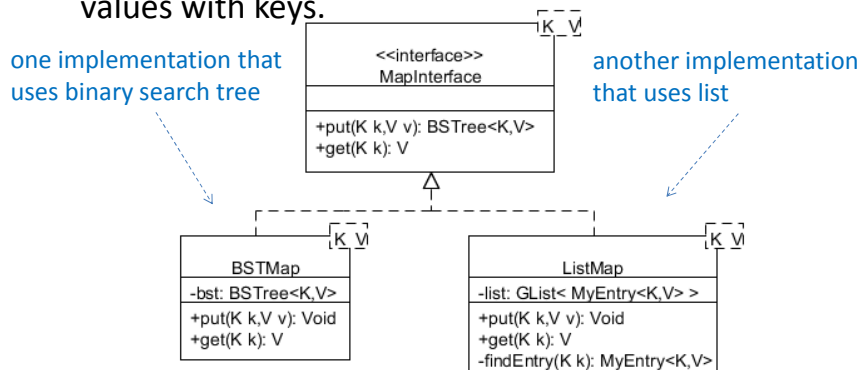 values with keys.
K V
<<interface>>
MapInterface
+put(K k,V v): BSTree<K,V>
+get(K k): V
one implementation that
uses binary search tree
another implementation
that uses list
K V
BSTMap
-bst: BSTree<K,V>
+put(K k,V v): Void
+get(K k): V
K V
ListMap
-list: GList< MyEntry<K,V> >
+put(K k,V v): Void
+get(K k): V
-findEntry(K k): MyEntry<K,V>